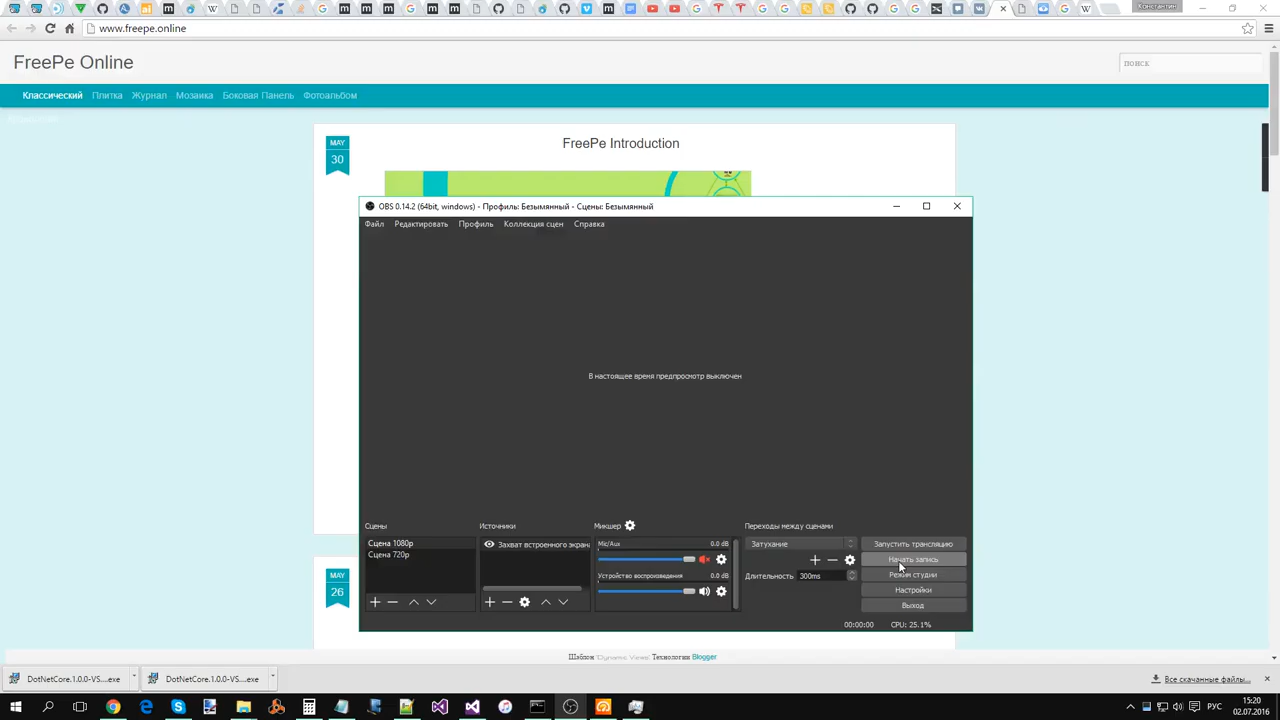 Константин
www.freepe.online
FreePe Online
поиск
Классический Плитка Журнал Мозаика Боковая Панель Фотоальбом
MAY
30
FreePe Introduction
OBS 0.14.2 (64bit, windows) - Профиль: Безымянный - Сцены: Безымянный
Файл Редактировать Профиль Коллекция сцен Справка
В настоящее время предпросмотр выключен
Сцены Источники Микшер Переходы между сценами
Сцена 1080p
Сцена 720p
Захват встроенного экрана
Mic/Aux 0.0 dB
Устройство воспроизведения 0.0 dB
Затухание
Длительность 300ms
Запустить трансляцию
Начать запись
Режим студии
Настройки
Выход
00:00:00 CPU: 25.1%
MAY
26
Шаблон "Dynamic Views" Технологии Blogger
DotNetCore.1.0.0-VS....exe DotNetCore.1.0.0-VS....exe Все скачанные файлы...
РУС
15:20
02.07.2016